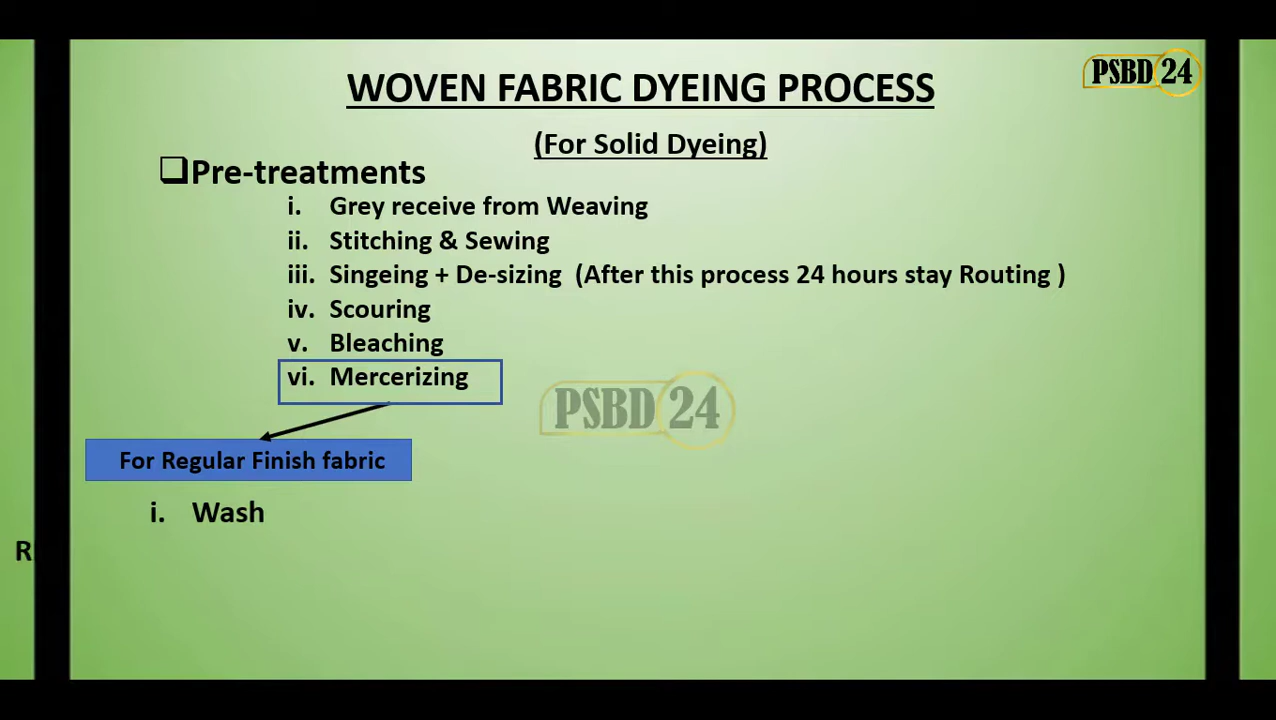 PSBD 24
WOVEN FABRIC DYEING PROCESS
(For Solid Dyeing)
Pre-treatments
i. Grey receive from Weaving
ii. Stitching & Sewing
iii. Singeing + De-sizing (After this process 24 hours stay Routing )
iv. Scouring
v. Bleaching
vi. Mercerizing
PSBD 24
For Regular Finish fabric
i. Wash
R